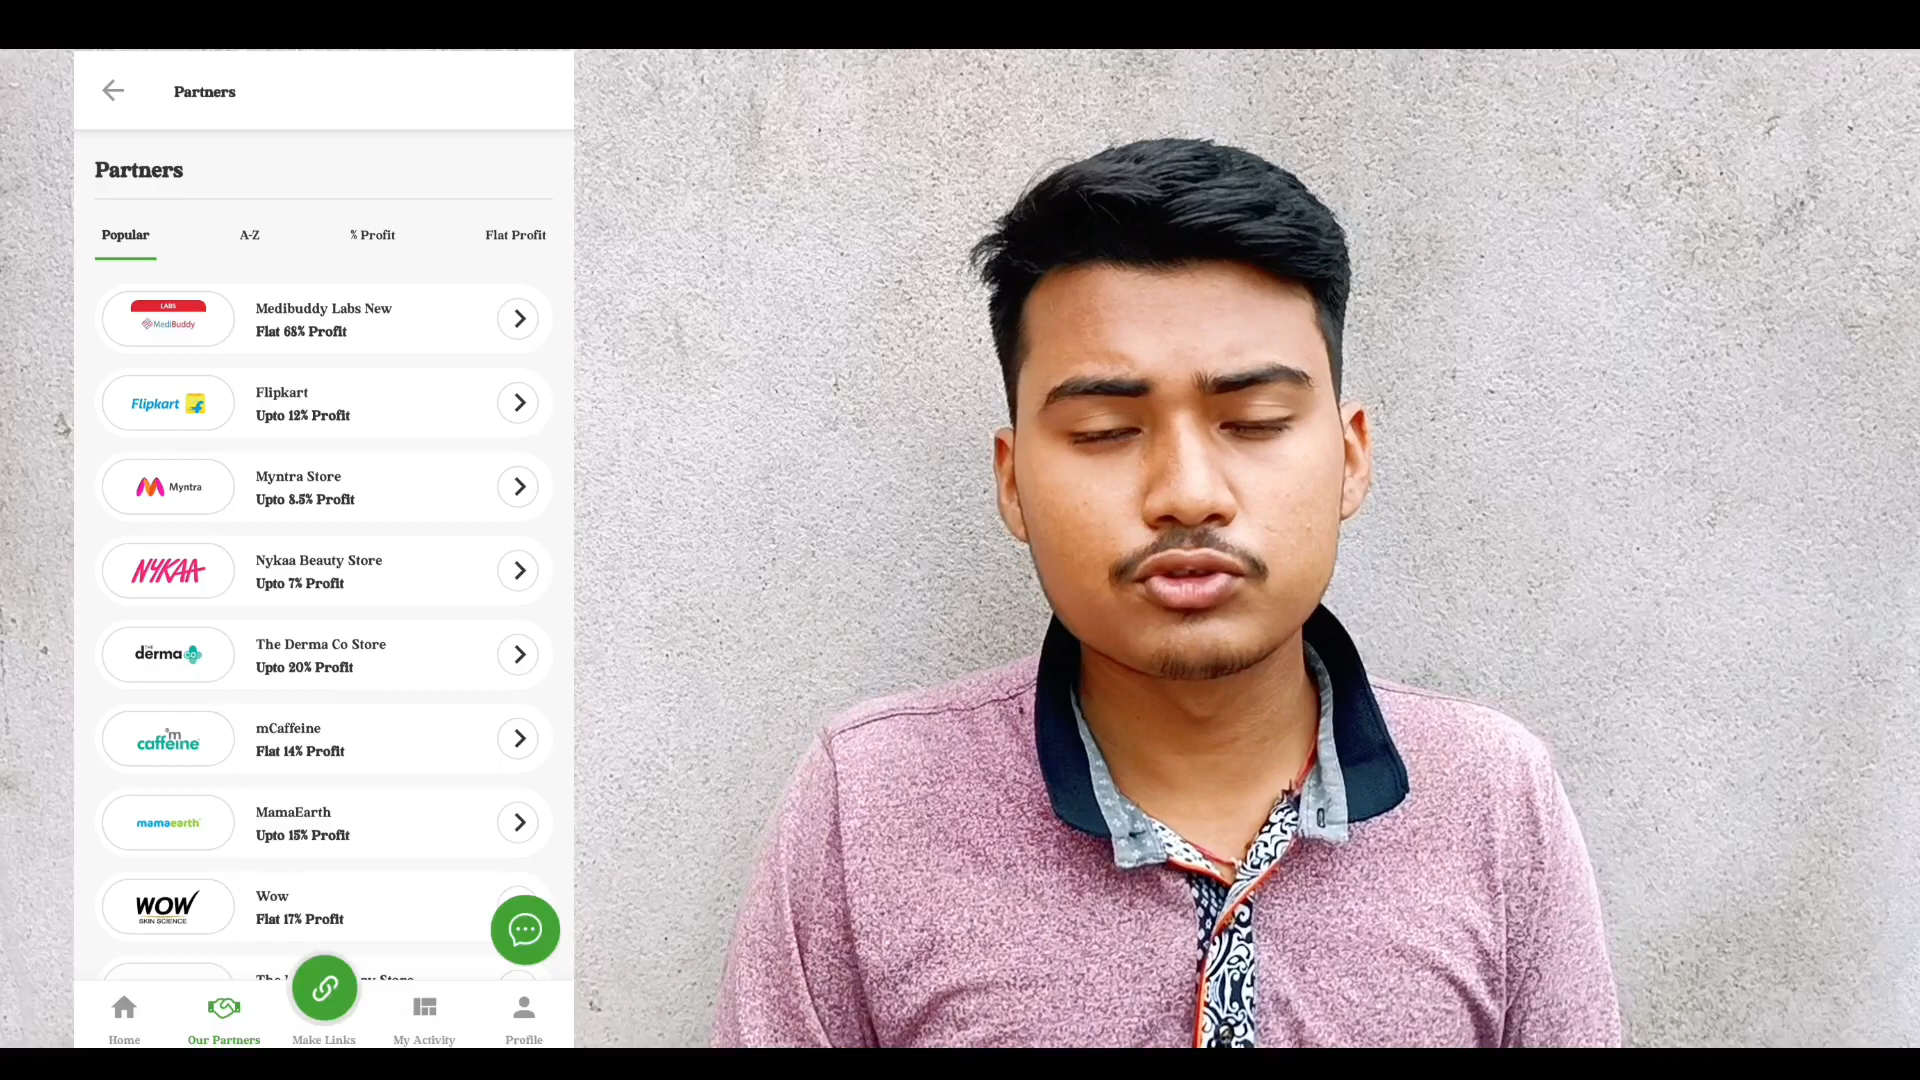 Partners
Partners
Popular
A-Z
% Profit
Flat Profit
LABS
MediBuddy
Medibuddy Labs New
Flat 68% Profit
Flipkart
Flipkart
Upto 12% Profit
Myntra
Myntra Store
Upto 8.5% Profit
NYKAA
Nykaa Beauty Store
Upto 7% Profit
THE
derma co
The Derma Co Store
Upto 20% Profit
m
caffeine
mCaffeine
Flat 14% Profit
mamaearth
MamaEarth
Upto 15% Profit
WOW
SKIN SCIENCE
Wow
Flat 17% Profit
Store
Home
Our Partners
Make Links
My Activity
Profile